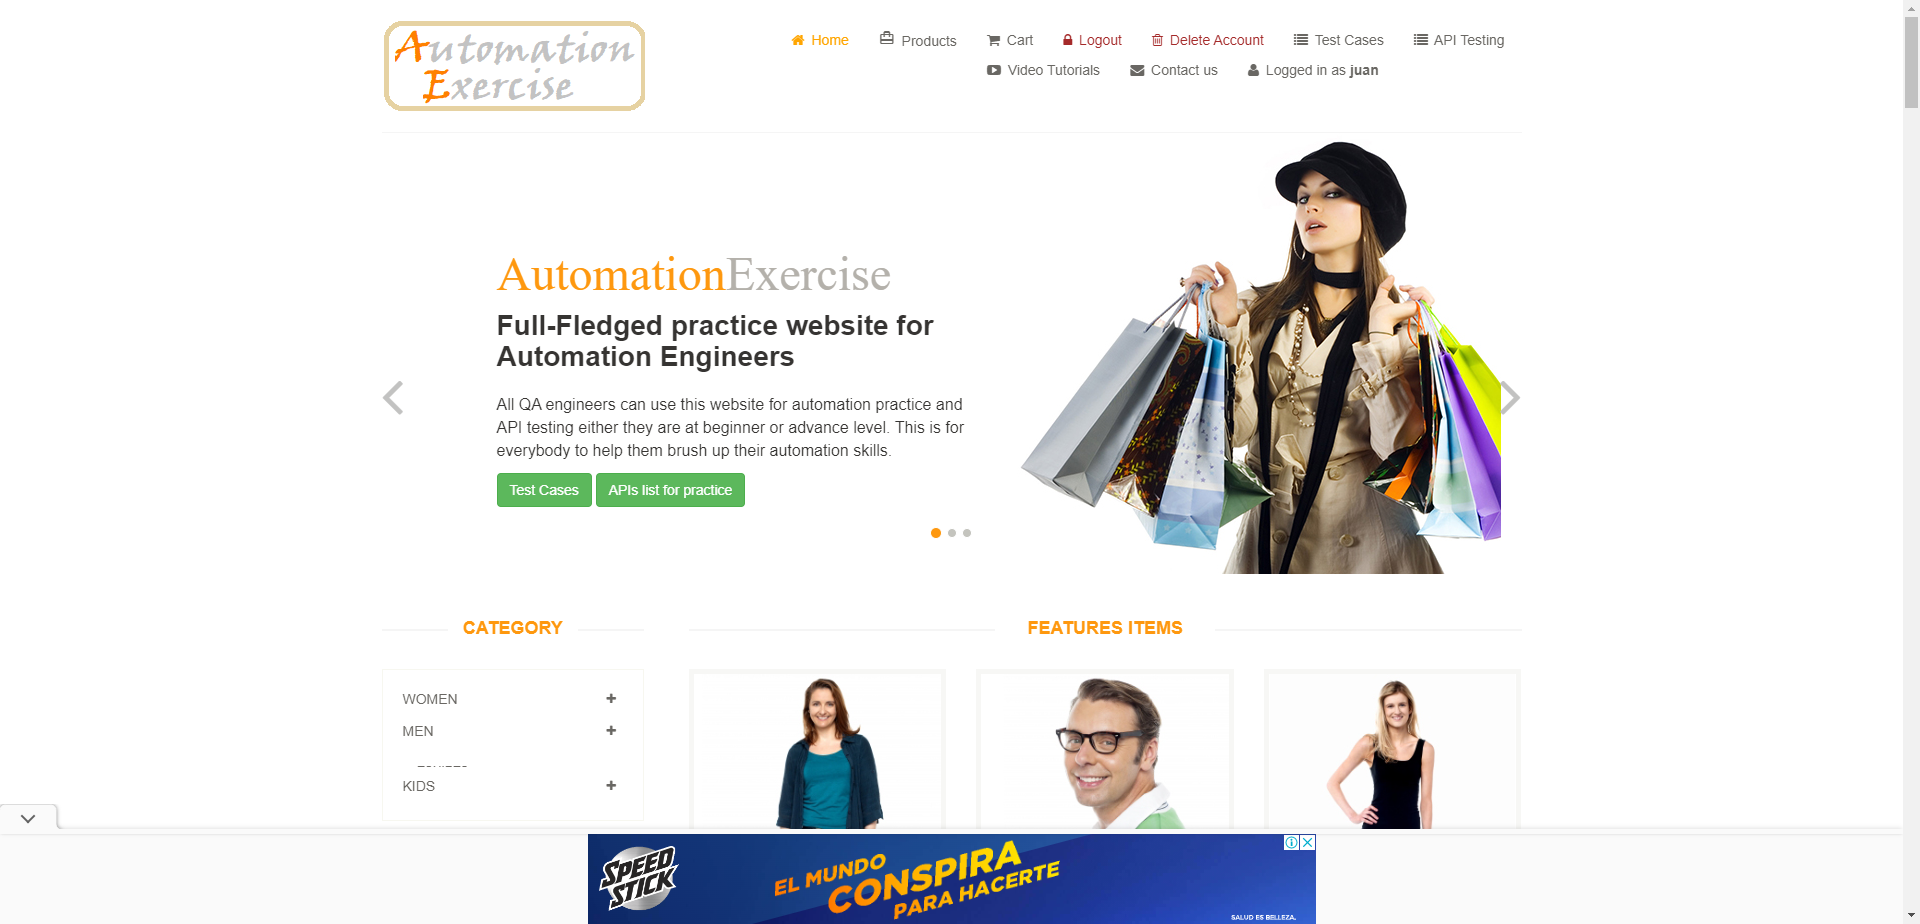 Automation
Exercise
Home
Products
Cart
Logout
Delete Account
Test Cases
API Testing
Video Tutorials
Contact us
Logged in as juan
AutomationExercise
Full-Fledged practice website for
Automation Engineers
All QA engineers can use this website for automation practice and
API testing either they are at beginner or advance level. This is for
everybody to help them brush up their automation skills.
Test Cases
APIs list for practice
CATEGORY
FEATURES ITEMS
WOMEN
MEN
KIDS
SPEED
STICK
EL MUNDO
CONSPIRA
PARA HACERTE
SALUD ES BELLEZA.